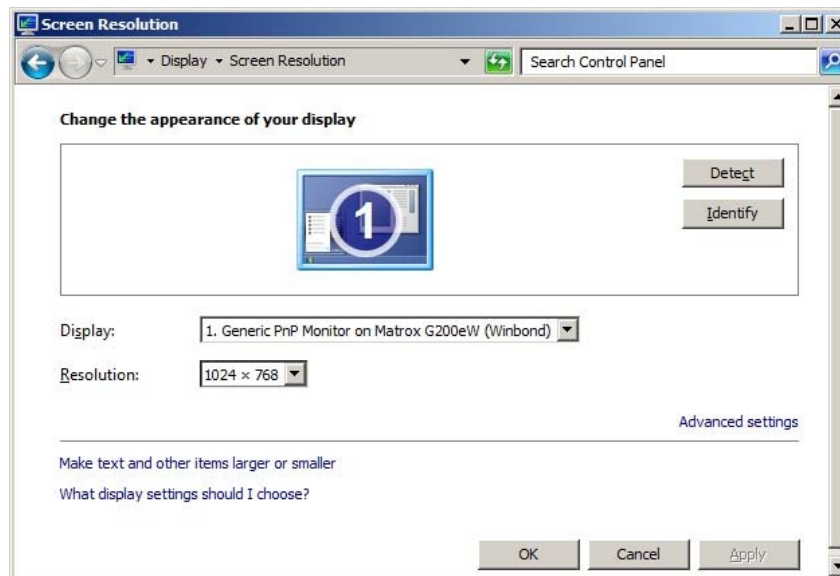 Screen Resolution
Display Screen Resolution
Search Control Panel
Change the appearance of your display
1
Detect
Identify
Display: 1. Generic PnP Monitor on Matrox G200eW (Winbond)
Resolution: 1024 × 768
Advanced settings
Make text and other items larger or smaller
What display settings should I choose?
OK Cancel Apply